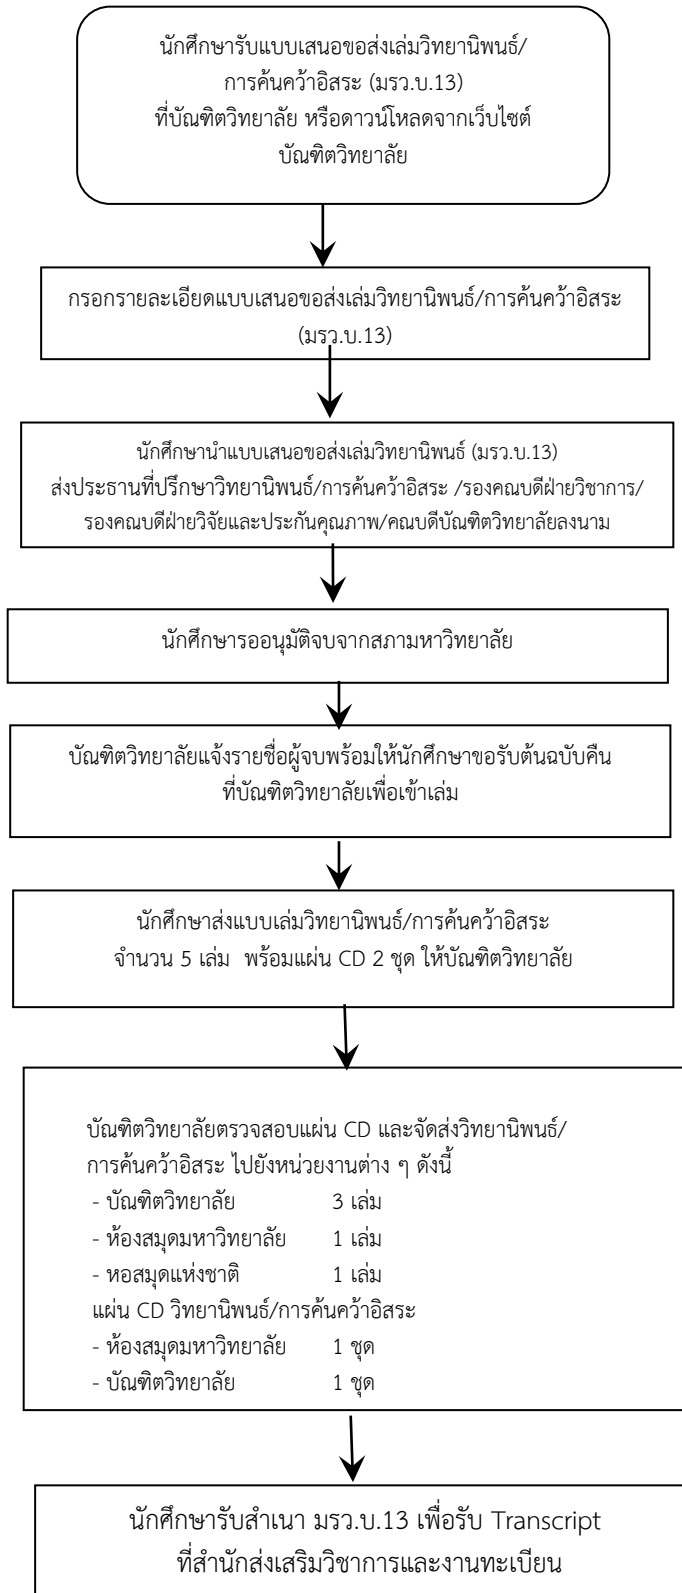 นักศึกษารับแบบเสนอขอส่งเล่มวิทยานิพนธ์/
การค้นคว้าอิสระ (มรว.บ.13)
ที่บัณฑิตวิทยาลัย หรือดาวน์โหลดจากเว็บไซต์
บัณฑิตวิทยาลัย
กรอกรายละเอียดแบบเสนอขอส่งเล่มวิทยานิพนธ์/การค้นคว้าอิสระ
(มรว.บ.13)
นักศึกษานำแบบเสนอขอส่งเล่มวิทยานิพนธ์ (มรว.บ.13)
ส่งประธานที่ปรึกษาวิทยานิพนธ์/การค้นคว้าอิสระ /รองคณบดีฝ่ายวิชาการ/
รองคณบดีฝ่ายวิจัยและประกันคุณภาพ/คณบดีบัณฑิตวิทยาลัยลงนาม
นักศึกษารออนุมัติจบจากสภามหาวิทยาลัย
บัณฑิตวิทยาลัยแจ้งรายชื่อผู้จบพร้อมให้นักศึกษาขอรับต้นฉบับคืน
ที่บัณฑิตวิทยาลัยเพื่อเข้าเล่ม
นักศึกษาส่งแบบเล่มวิทยานิพนธ์/การค้นคว้าอิสระ
จำนวน 5 เล่ม พร้อมแผ่น CD 2 ชุด ให้บัณฑิตวิทยาลัย
บัณฑิตวิทยาลัยตรวจสอบแผ่น CD และจัดส่งวิทยานิพนธ์/
การค้นคว้าอิสระ ไปยังหน่วยงานต่าง ๆ ดังนี้
- บัณฑิตวิทยาลัย 3 เล่ม
- ห้องสมุดมหาวิทยาลัย 1 เล่ม
- หอสมุดแห่งชาติ 1 เล่ม
แผ่น CD วิทยานิพนธ์/การค้นคว้าอิสระ
- ห้องสมุดมหาวิทยาลัย 1 ชุด
- บัณฑิตวิทยาลัย 1 ชุด
นักศึกษารับสำเนา มรว.บ.13 เพื่อรับ Transcript
ที่สำนักส่งเสริมวิชาการและงานทะเบียน